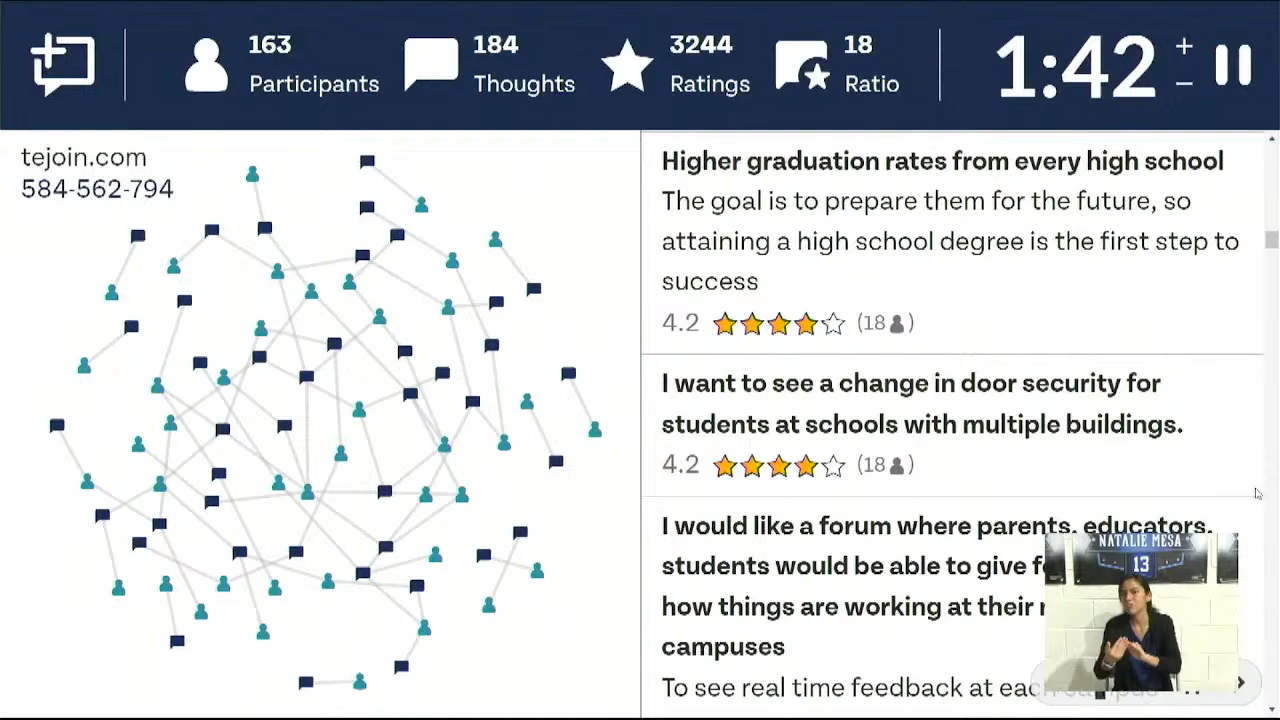 163
Participants
184
Thoughts
3244
Ratings
18
Ratio
1:42
+
−
tejoin.com
584-562-794
Higher graduation rates from every high school
The goal is to prepare them for the future, so
attaining a high school degree is the first step to
success
4.2 (18)
I want to see a change in door security for
students at schools with multiple buildings.
4.2 (18)
I would like a forum where parents, educators,
students would be able to give
how things are working at their
campuses
To see real time feedback at each
NATALIE MESA
13